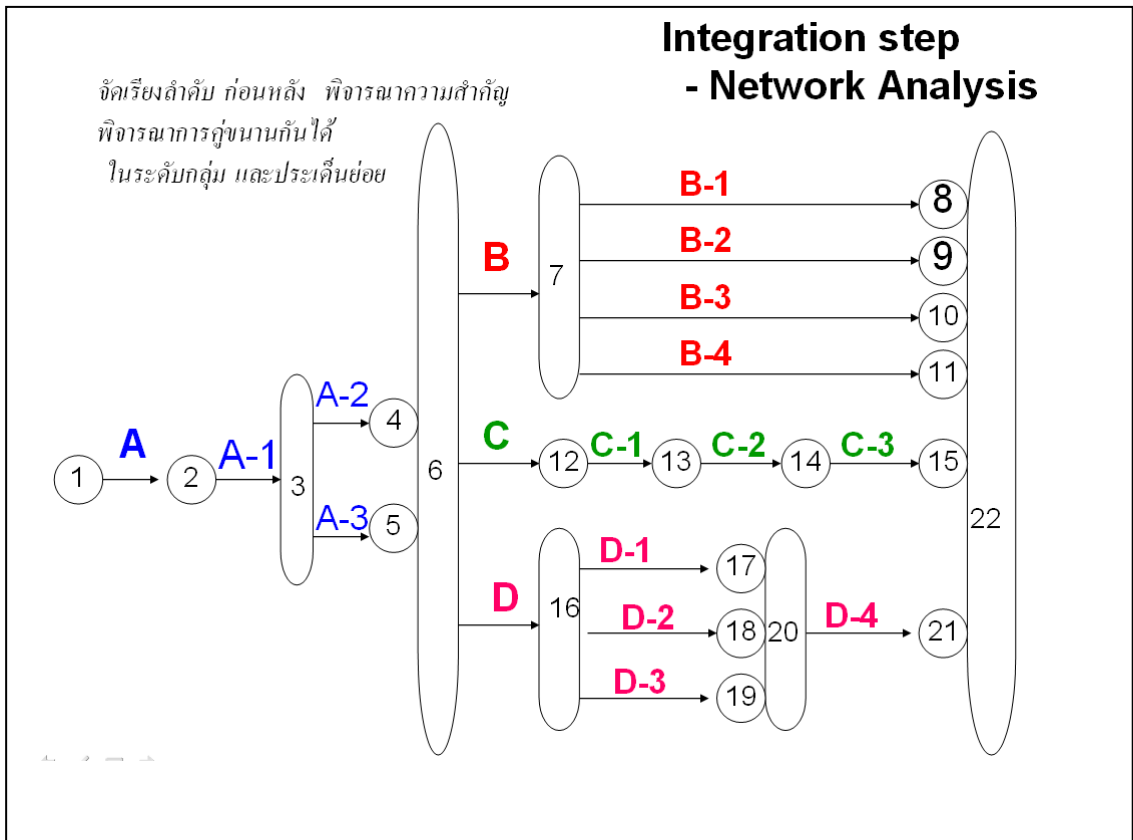 Integration step
- Network Analysis
จัดเรียงลำดับ ก่อนหลัง พิจารณาความสำคัญ
พิจารณาการคู่ขนานกันได้
ในระดับกลุ่ม และประเด็นย่อย
B-1
8
B-2
9
B
7
B-3
10
B-4
11
A-2
4
C
12
C-1
13
C-2
14
C-3
15
A
1
2
A-1
3
6
A-3
5
22
D-1
17
D
16
D-2
18
20
D-4
21
D-3
19